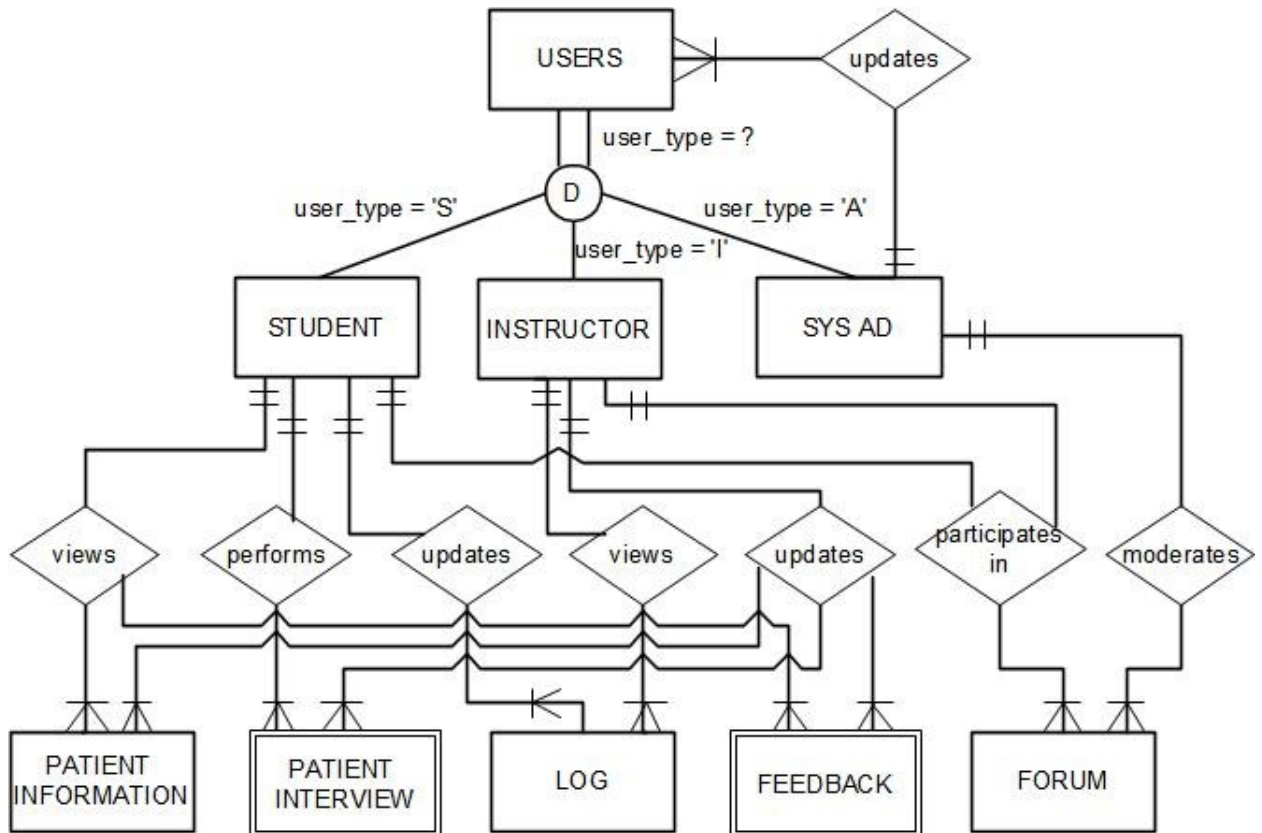 USERS
updates
user_type = ?
D
user_type = 'S'
user_type = 'A'
user_type = 'I'
STUDENT
INSTRUCTOR
SYS AD
views
performs
updates
views
updates
participates
in
moderates
PATIENT
INFORMATION
PATIENT
INTERVIEW
LOG
FEEDBACK
FORUM